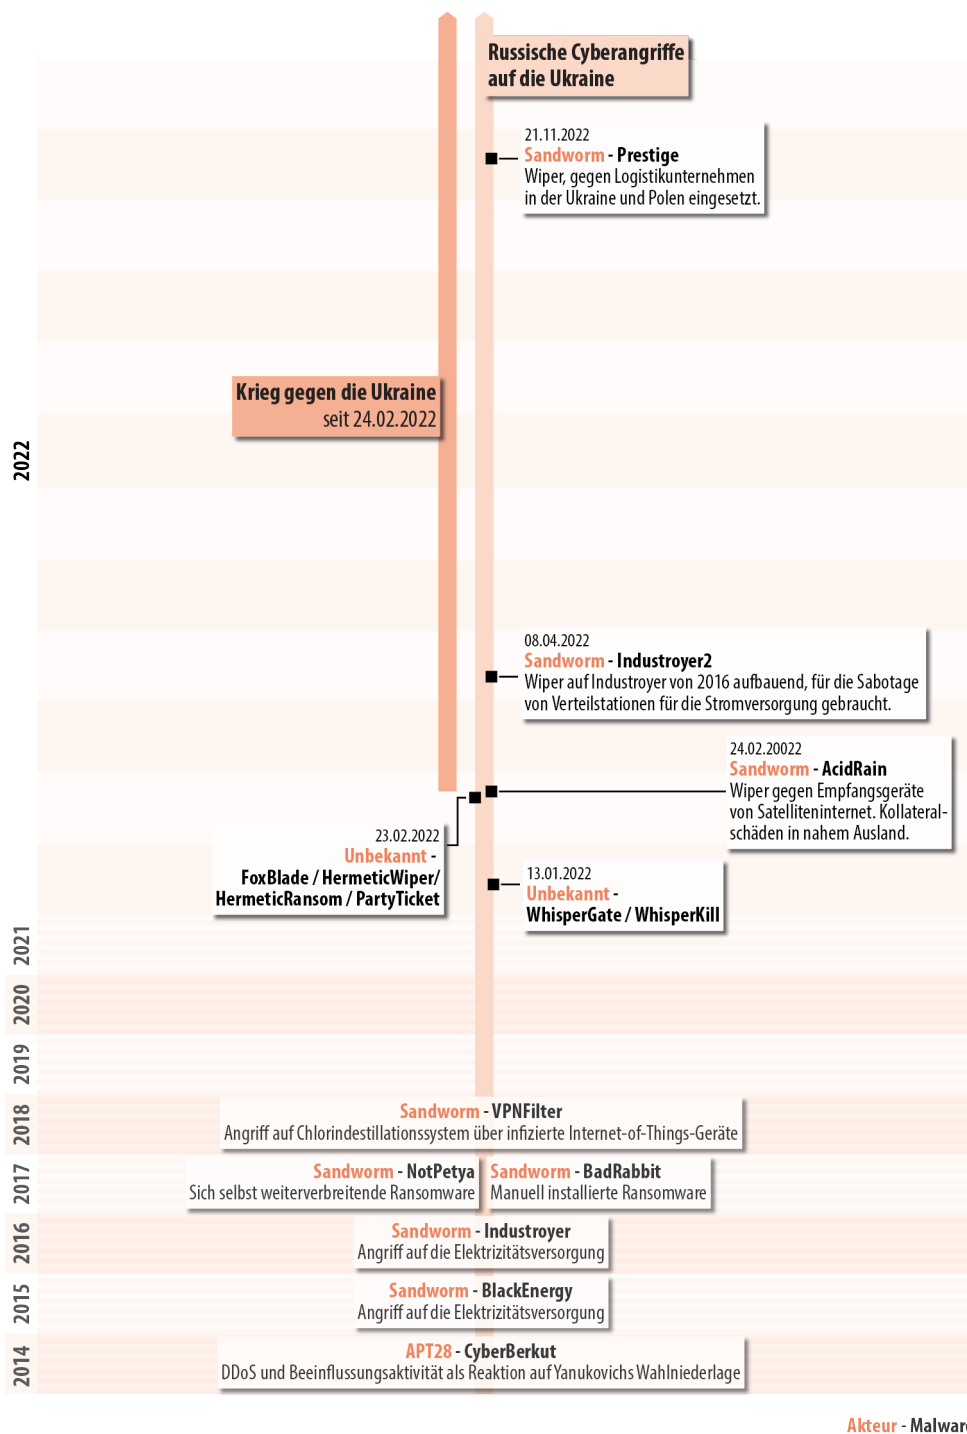 Russische Cyberangriffe
auf die Ukraine
21.11.2022
Sandworm - Prestige
Wiper, gegen Logistikunternehmen
in der Ukraine und Polen eingesetzt.
Krieg gegen die Ukraine
seit 24.02.2022
2022
08.04.2022
Sandworm - Industroyer2
Wiper auf Industroyer von 2016 aufbauend, für die Sabotage
von Verteilstationen für die Stromversorgung gebraucht.
24.02.20022
Sandworm - AcidRain
Wiper gegen Empfangsgeräte
von Satelliteninternet. Kollateral-
schäden in nahem Ausland.
23.02.2022
Unbekannt -
FoxBlade / HermeticWiper/
HermeticRansom / PartyTicket
13.01.2022
Unbekannt -
WhisperGate / WhisperKill
2021
2020
2019
2018
Sandworm - VPNFilter
Angriff auf Chlorindestillationssystem über infizierte Internet-of-Things-Geräte
2017
Sandworm - NotPetya
Sich selbst weiterverbreitende Ransomware
Sandworm - BadRabbit
Manuell installierte Ransomware
2016
Sandworm - Industroyer
Angriff auf die Elektrizitätsversorgung
2015
Sandworm - BlackEnergy
Angriff auf die Elektrizitätsversorgung
2014
APT28 - CyberBerkut
DDoS und Beeinflussungsaktivität als Reaktion auf Yanukovichs Wahlniederlage
Akteur - Malware